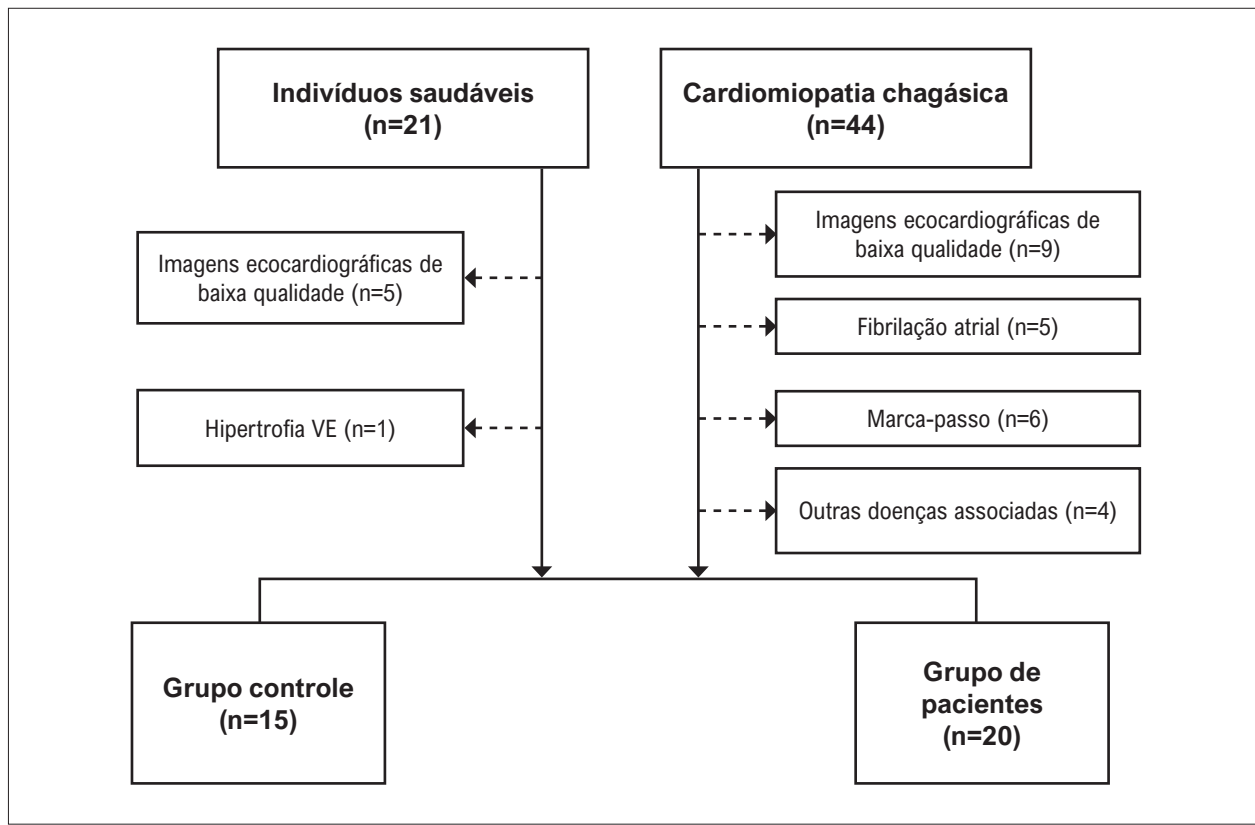 Indivíduos saudáveis
(n=21)
Cardiomiopatia chagásica
(n=44)
Imagens ecocardiográficas de
baixa qualidade (n=5)
Hipertrofia VE (n=1)
Imagens ecocardiográficas de
baixa qualidade (n=9)
Fibrilação atrial (n=5)
Marca-passo (n=6)
Outras doenças associadas (n=4)
Grupo controle
(n=15)
Grupo de
pacientes
(n=20)